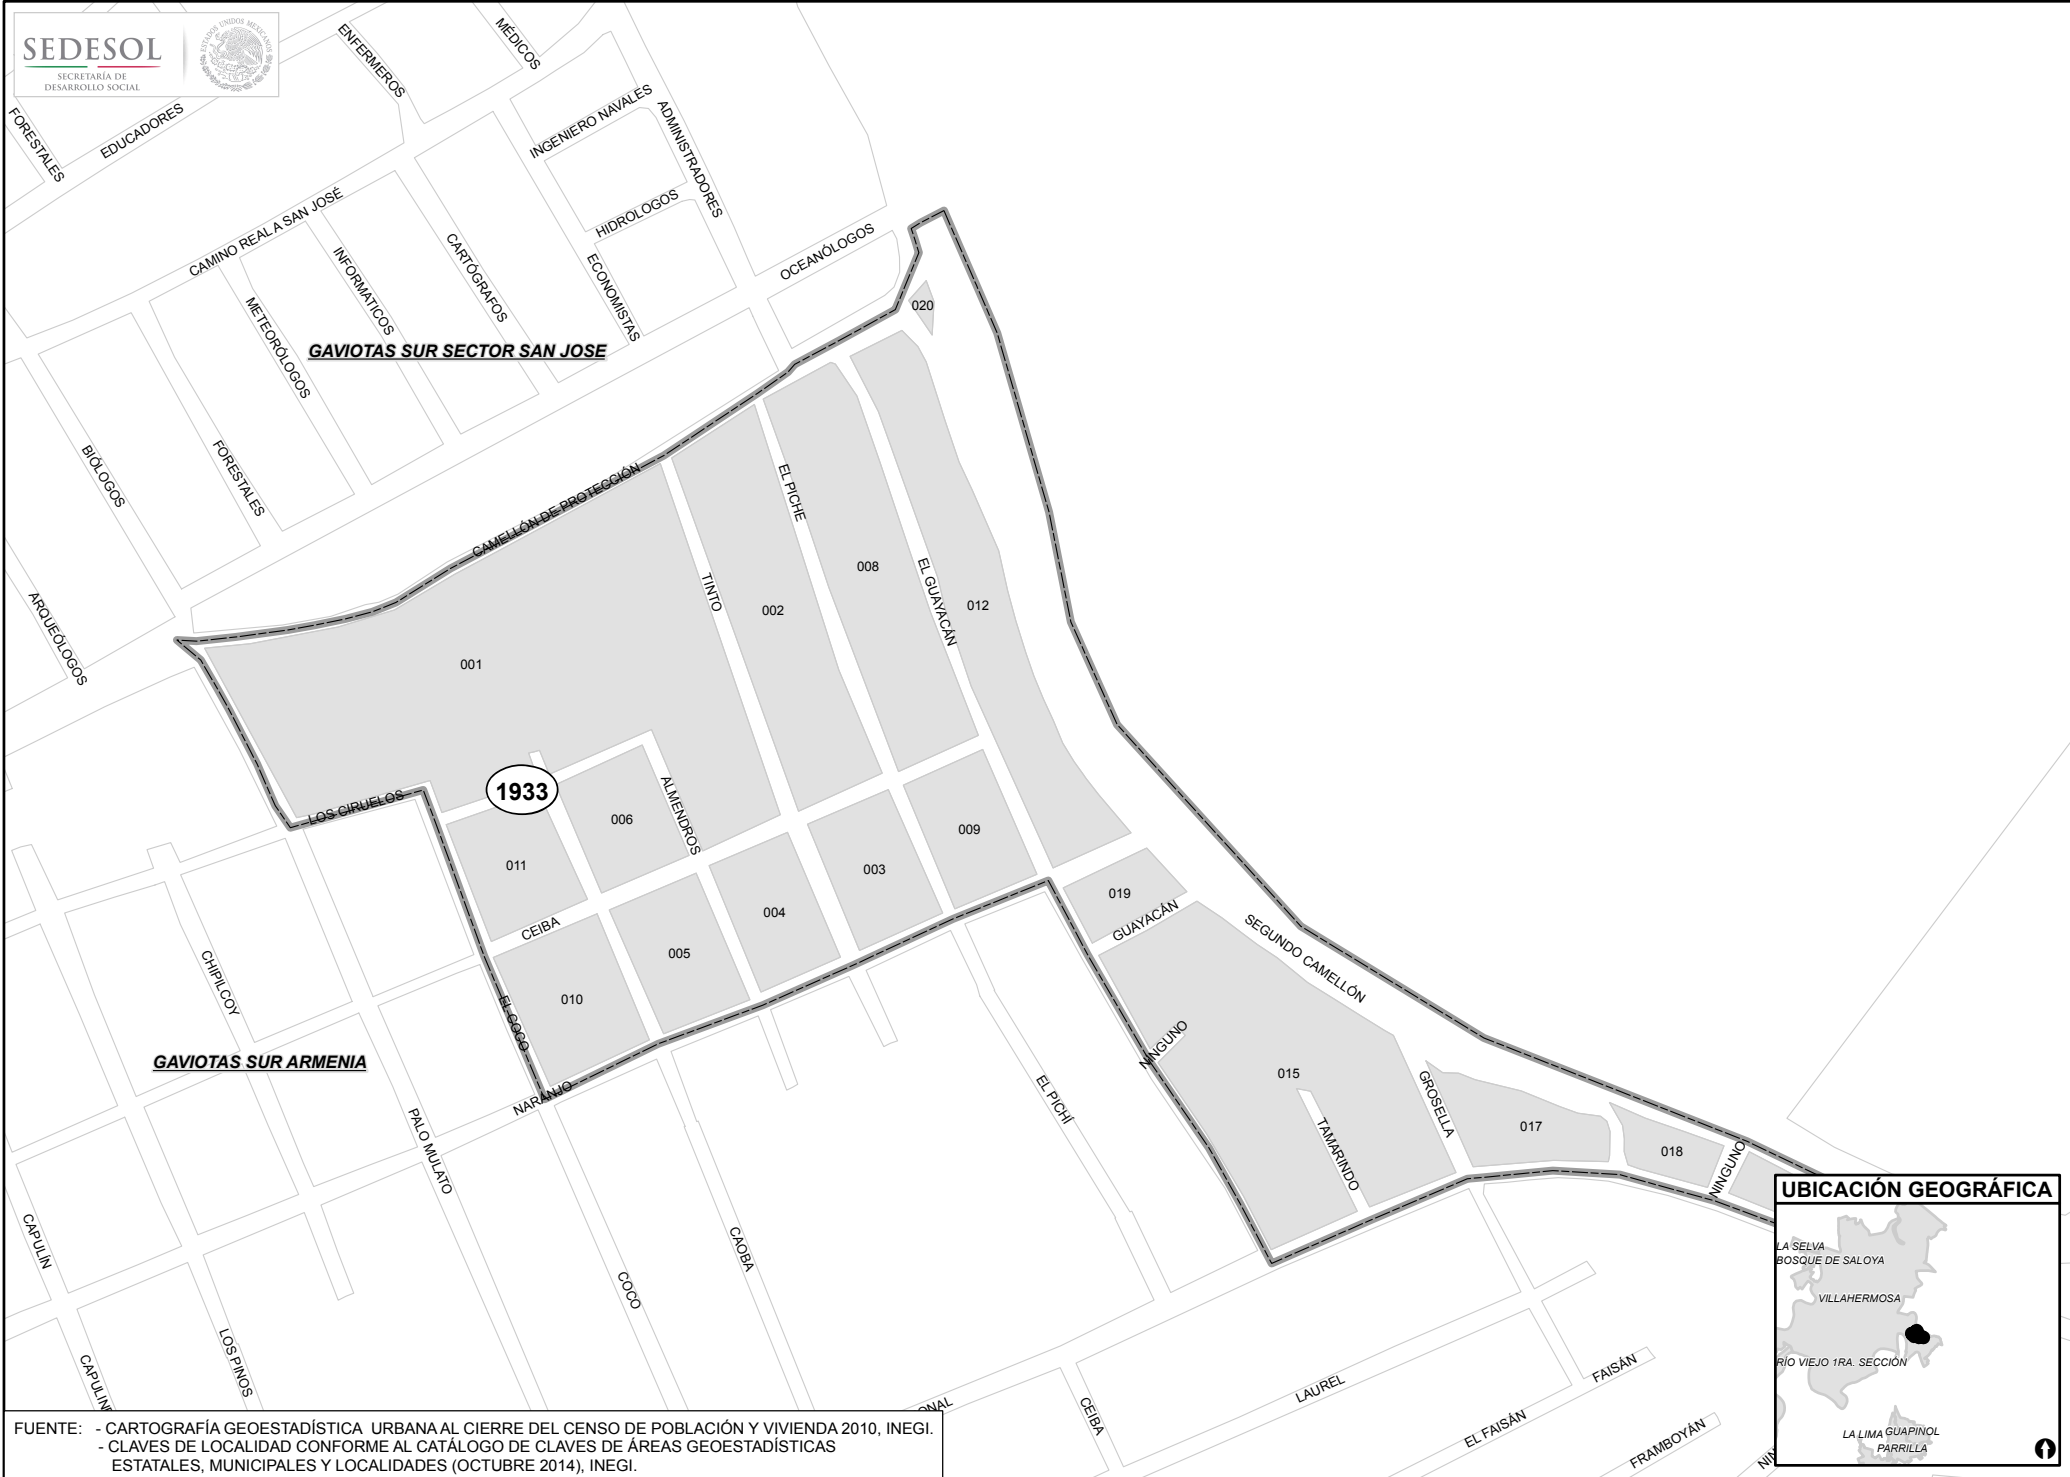 SEDESOL
SECRETARÍA DE
DESARROLLO SOCIAL
ESTADOS UNIDOS MEXICANOS
ENFERMEROS
MÉDICOS
FORESTALES
EDUCADORES
INGENIERO NAVALES
ADMINISTRADORES
CAMINO REAL A SAN JOSÉ
HIDROLOGOS
OCEANÓLOGOS
CARTÓGRAFOS
INFORMATICOS
ECONOMISTAS
METEORÓLOGOS
020
GAVIOTAS SUR SECTOR SAN JOSE
BIÓLOGOS
FORESTALES
CAMELLÓN DE PROTECCIÓN
EL PICHE
ARQUEÓLOGOS
TINTO
002
008
EL GUAYACÁN
012
001
1933
LOS CIRUELOS
006
ALMENDROS
011
003
009
019
004
CEIBA
005
GUAYACÁN
SEGUNDO CAMELLÓN
010
CHIPILCOY
EL COCO
NINGUNO
GAVIOTAS SUR ARMENIA
NARANJO
015
EL PICHÍ
GROSELLA
PALO MULATO
TAMARINDO
017
018
NINGUNO
CAPULÍN
CAOBA
COCO
LOS PINOS
LAUREL
FAISÁN
CEIBA
EL FAISÁN
FRAMBOYÁN
UBICACIÓN GEOGRÁFICA
LA SELVA
BOSQUE DE SALOYA
VILLAHERMOSA
RÍO VIEJO 1RA. SECCIÓN
LA LIMA GUAPINOL
PARRILLA
FUENTE: - CARTOGRAFÍA GEOESTADÍSTICA URBANA AL CIERRE DEL CENSO DE POBLACIÓN Y VIVIENDA 2010, INEGI.
- CLAVES DE LOCALIDAD CONFORME AL CATÁLOGO DE CLAVES DE ÁREAS GEOESTADÍSTICAS
ESTATALES, MUNICIPALES Y LOCALIDADES (OCTUBRE 2014), INEGI.